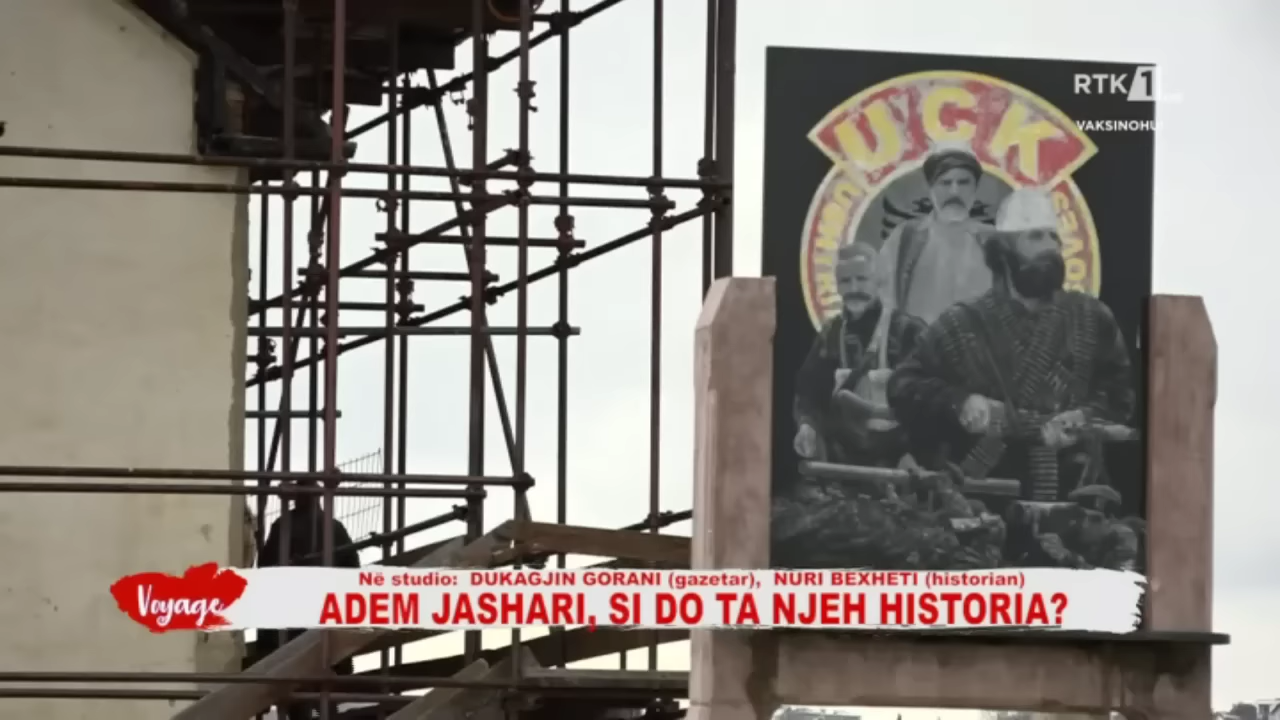 RTK 1
VAKSINOHU
UCK
Voyage
Në studio: DUKAGJIN GORANI (gazetar), NURI BEXHETI (historian)
ADEM JASHARI, SI DO TA NJEH HISTORIA?